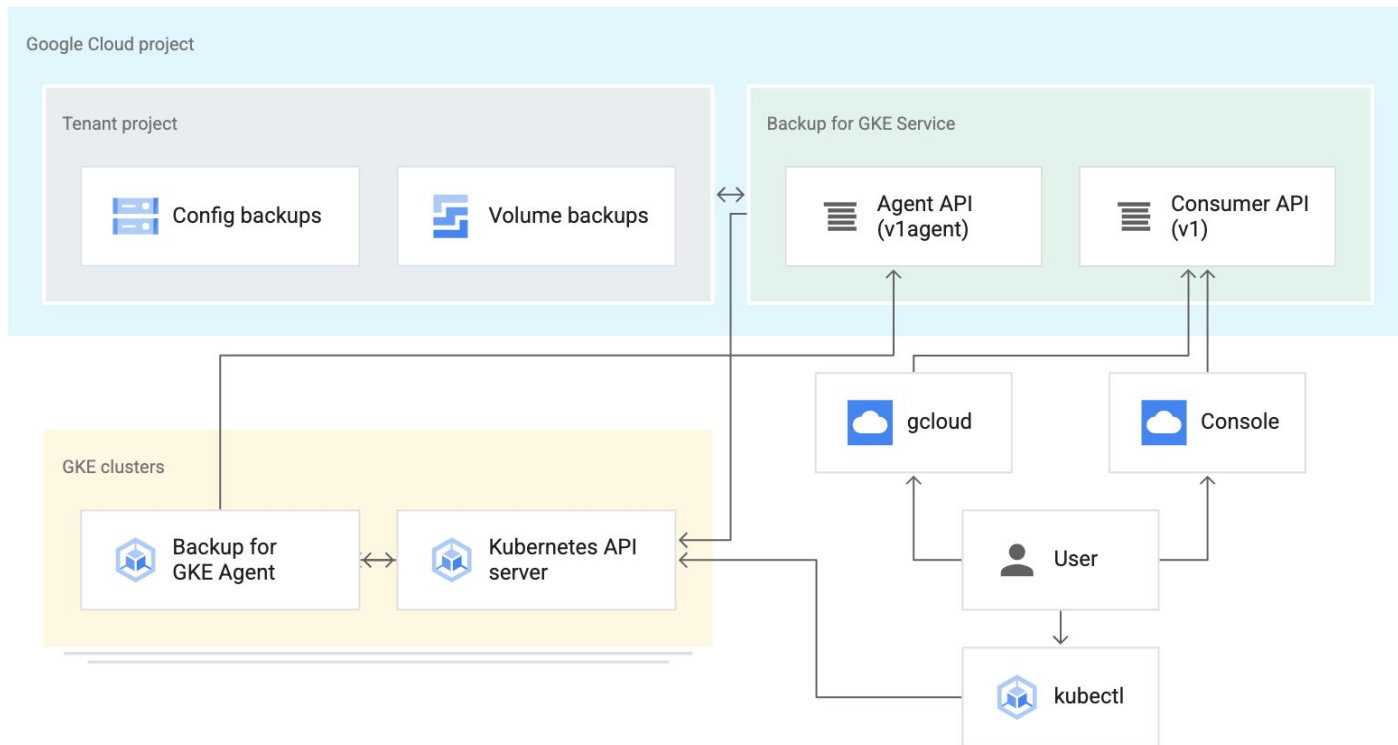 Google Cloud project
Tenant project
Config backups
Volume backups
Backup for GKE Service
Agent API
(v1agent)
Consumer API
(v1)
gcloud
Console
GKE clusters
Backup for
GKE Agent
Kubernetes API
server
User
kubectl